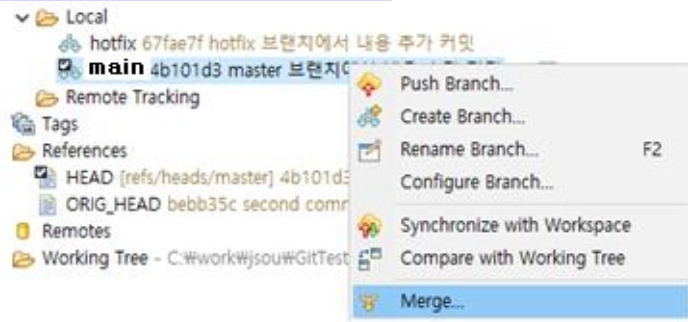 Local
hotfix 67fae7f hotfix 브랜치에서 내용 추가 커밋
main 4b101d3 master 브랜치
Remote Tracking
Tags
References
HEAD [refs/heads/master] 4b101d3
ORIG_HEAD bebb35c second comm
Remotes
Working Tree - C:₩work₩jsou₩GitTest
Push Branch...
Create Branch...
Rename Branch... F2
Configure Branch...
Synchronize with Workspace
Compare with Working Tree
Merge...